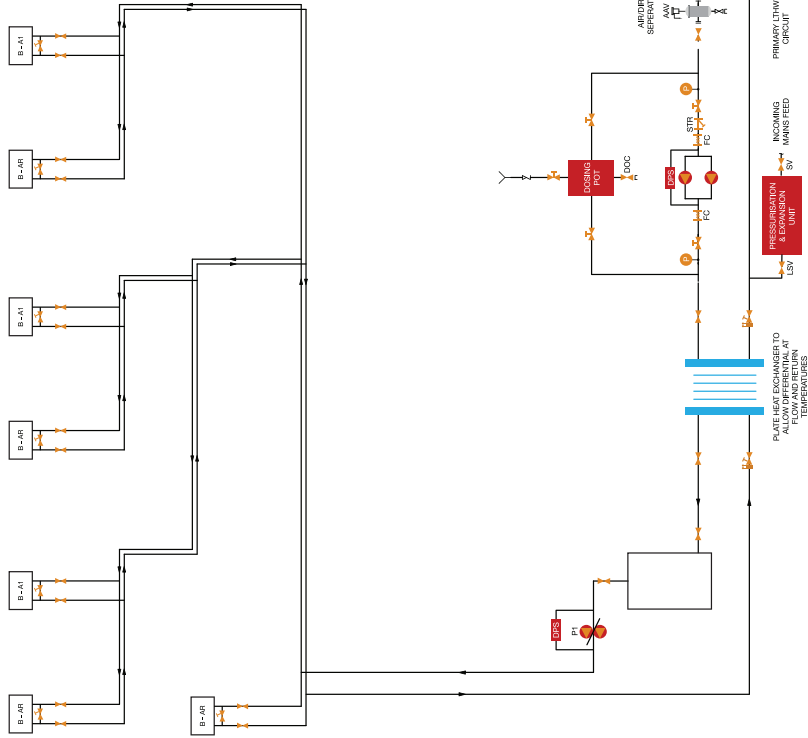 B - A1
B - AR
B - A1
B - AR
B - A1
B - AR
B - AR
AIR/DIR
SEPERAT
AAV
PRIMARY LTHW
CIRCUIT
P
STR
FC
DOSING
POT
DOC
DPS
FC
P
INCOMING
MAINS FEED
SV
PRESSURISATION
& EXPANSION
UNIT
LSV
PLATE HEAT EXCHANGER TO
ALLOW DIFFERENTIAL AT
FLOW AND RETURN
TEMPERATURES
DPS
P1